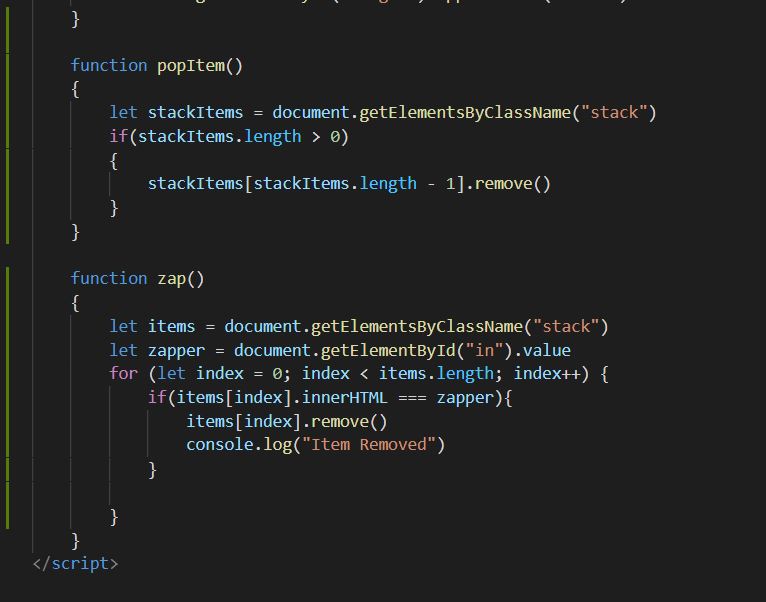 }
function popItem()
{
let stackItems = document.getElementsByClassName("stack")
if(stackItems.length > 0)
{
stackItems[stackItems.length - 1].remove()
}
}
function zap()
{
let items = document.getElementsByClassName("stack")
let zapper = document.getElementById("in").value
for (let index = 0; index < items.length; index++) {
if(items[index].innerHTML === zapper){
items[index].remove()
console.log("Item Removed")
}
}
}
</script>